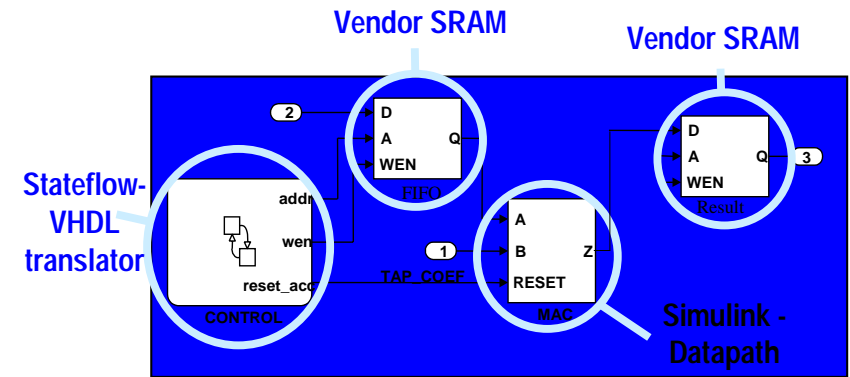 Vendor SRAM
Vendor SRAM
2
D
A
Q
WEN
FIFO
D
A
Q
WEN
Result
3
Stateflow-
VHDL
translator
addr
wen
reset_acc
CONTROL
1
TAP_COEF
A
B
Z
RESET
MAC
Simulink -
Datapath